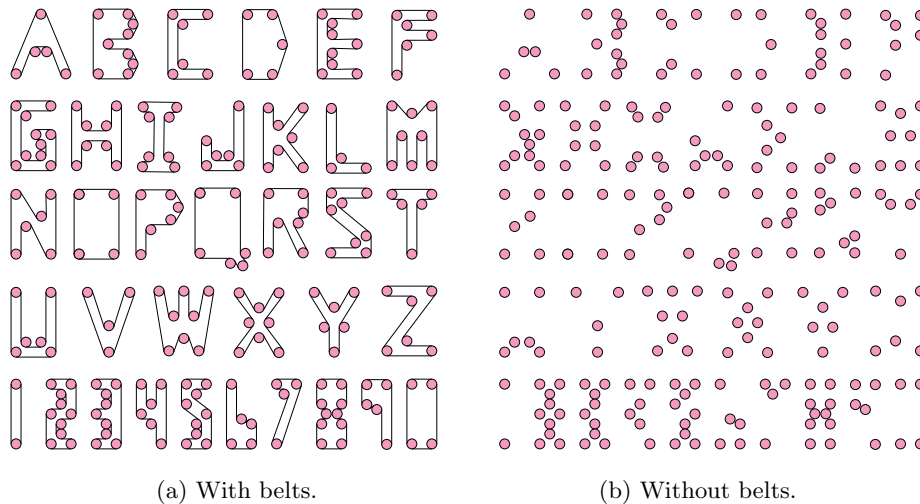 ABCDEF
GHIJKLM
NOPQRST
UVWXYZ
1234567890
(a) With belts.
(b) Without belts.